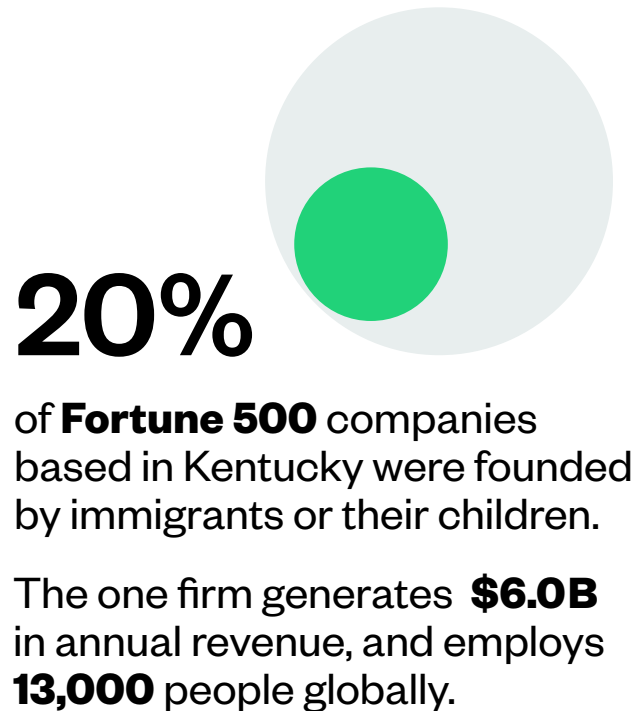 20%
of Fortune 500 companies
based in Kentucky were founded
by immigrants or their children.
The one firm generates $6.0B
in annual revenue, and employs
13,000 people globally.